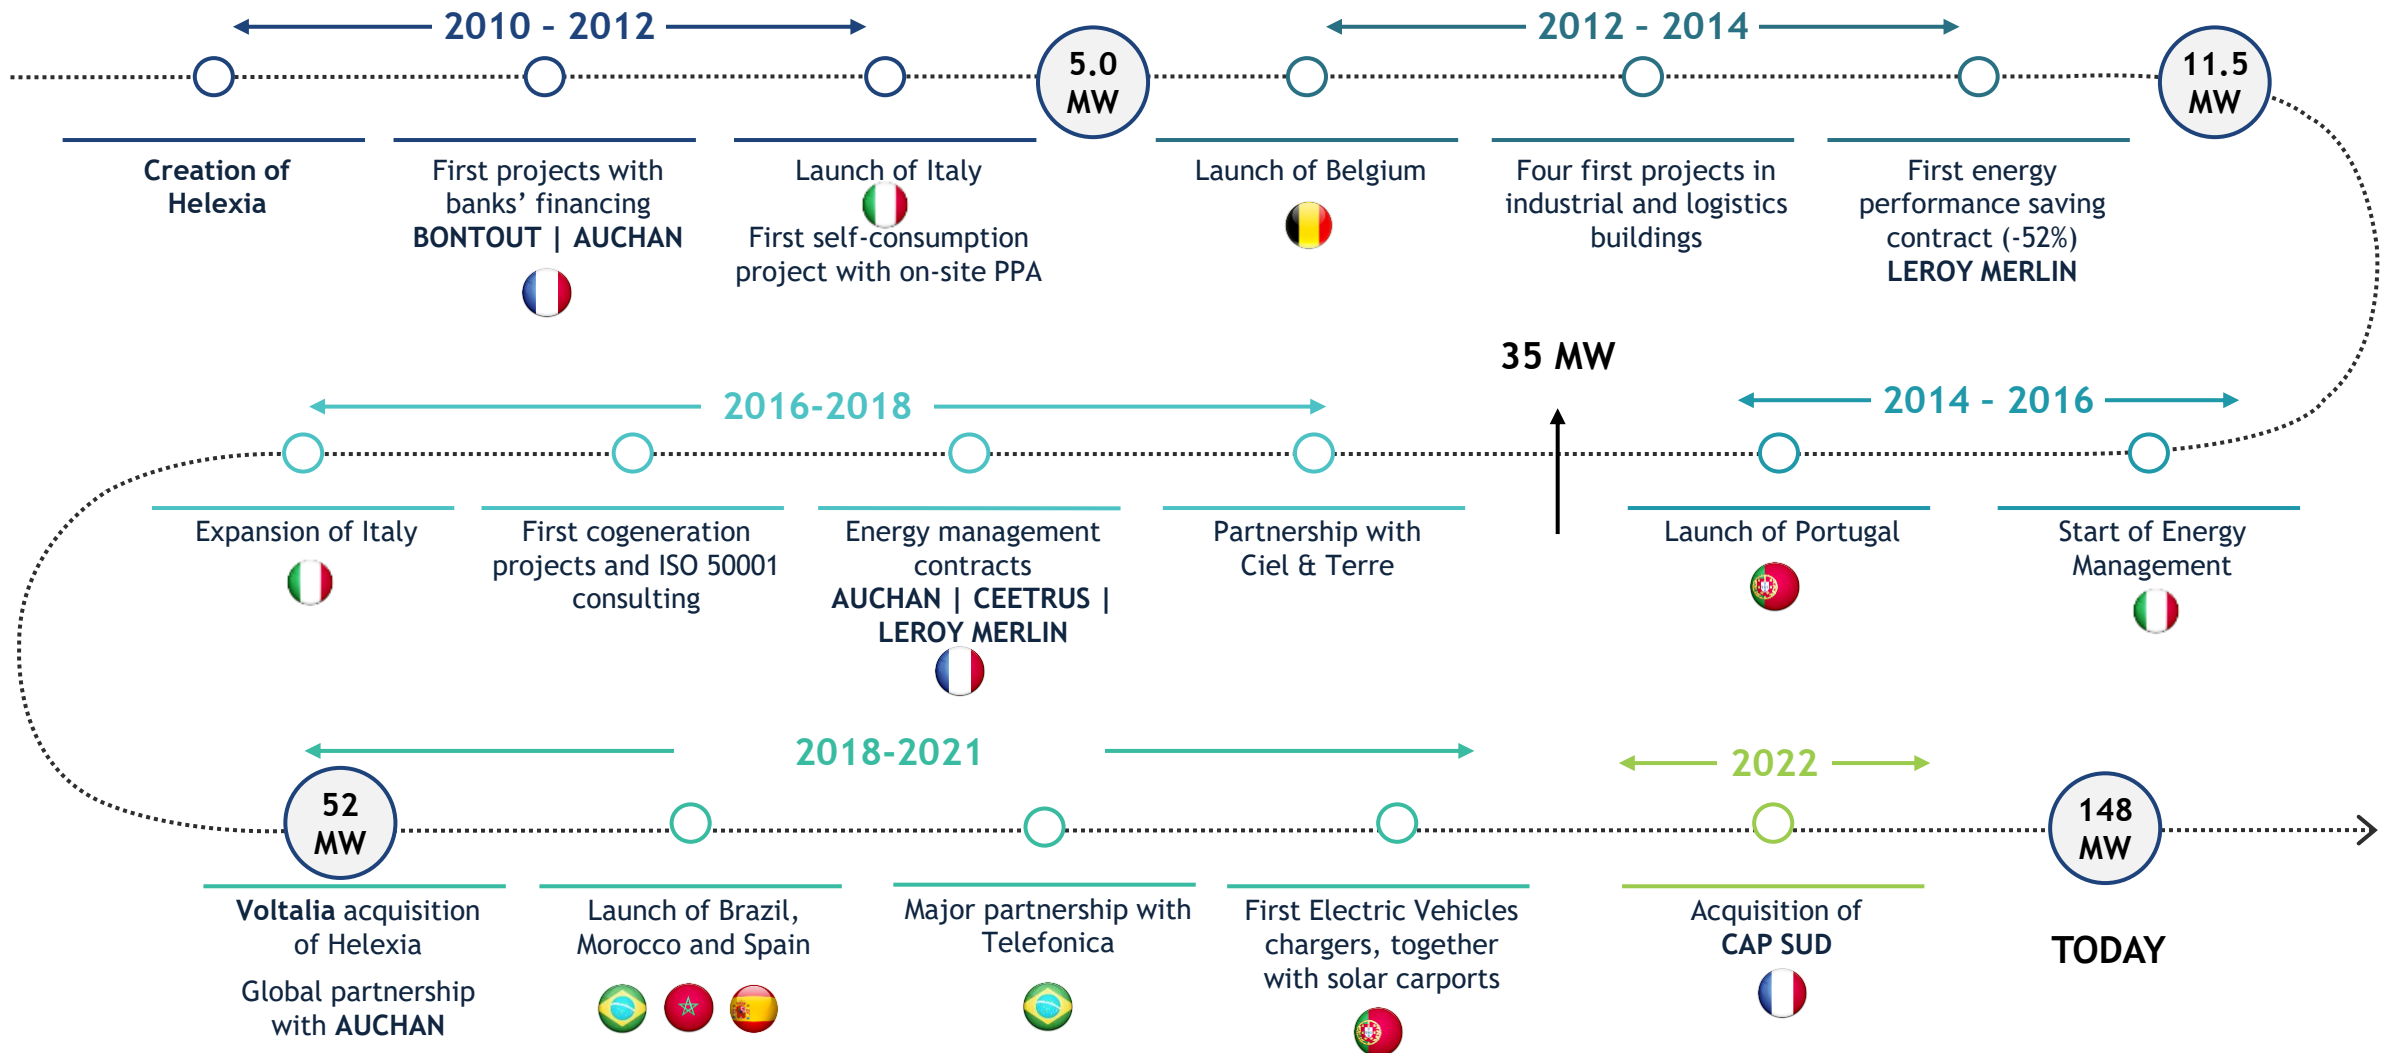 2010 – 2012
2012 – 2014
5.0
MW
11.5
MW
Creation of
Helexia
First projects with
banks’ financing
BONTOUT | AUCHAN
Launch of Italy
First self-consumption
project with on-site PPA
Launch of Belgium
Four first projects in
industrial and logistics
buildings
First energy
performance saving
contract (-52%)
LEROY MERLIN
35 MW
2016-2018
2014 – 2016
Expansion of Italy
First cogeneration
projects and ISO 50001
consulting
Energy management
contracts
AUCHAN | CEETRUS |
LEROY MERLIN
Partnership with
Ciel & Terre
Launch of Portugal
Start of Energy
Management
2018-2021
2022
52
MW
148
MW
Voltalia acquisition
of Helexia
Global partnership
with AUCHAN
Launch of Brazil,
Morocco and Spain
Major partnership with
Telefonica
First Electric Vehicles
chargers, together
with solar carports
Acquisition of
CAP SUD
TODAY